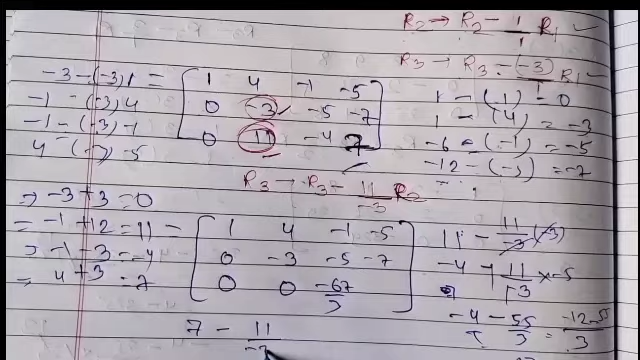 R2 → R2 - 1/1 R1 ✓
R3 → R3 - (-3)/1 R1 ✓
-3 - (-3)1 = [ 1 4 -1 -5
-1 - (-3)4 0 -3 -5 -7
-1 - (-3) -1 0 11 -4 7 ]
1 - (1) = 0
1 - (4) = -3
-6 - (-1) = -5
-12 - (-5) = -7
R3 → R3 - 11/-3 R2
⇒ -3 + 3 = 0
= -1 + 12 = 11 - [ 1 4 -1 -5
⇒ -1 - 3 = -4 0 -3 -5 -7
= 4 + 3 = 7 0 0 -67/3 ]
11 - 11/-3 (-3)
-4 + 11/+3 × -5
-4/1 - 55/3 = -12-55/3
7 - 11/-3